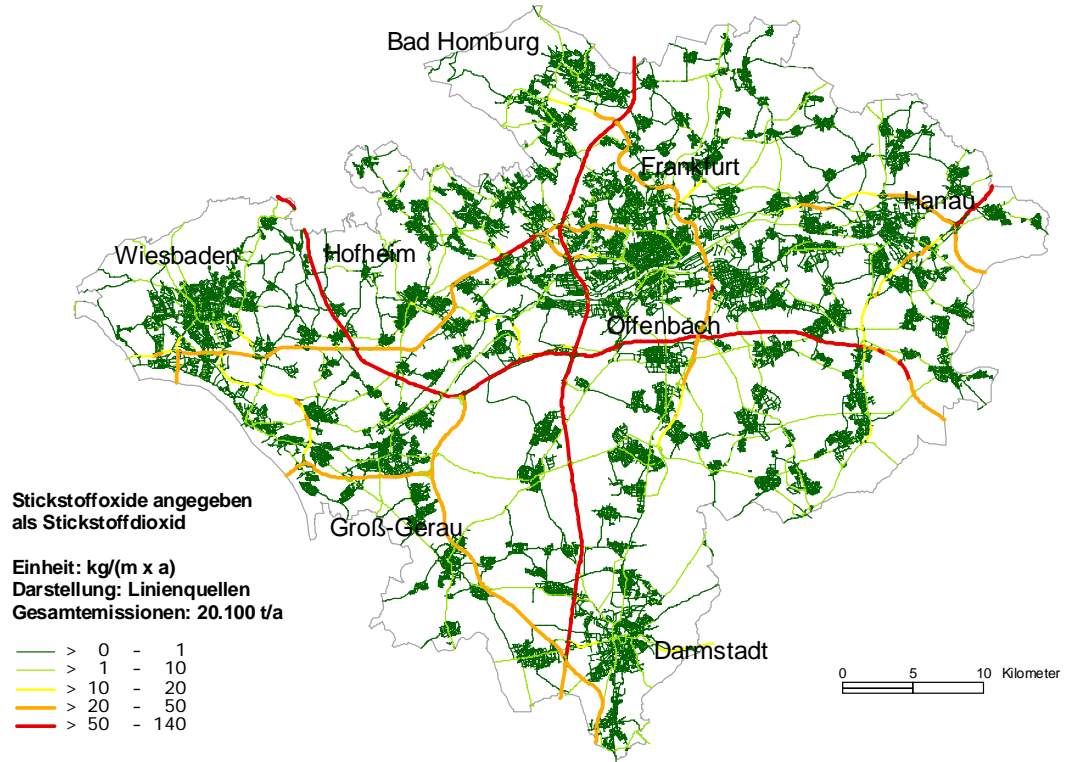 Bad Homburg
Frankfurt
Hanau
Wiesbaden
Hofheim
Offenbach
Stickstoffoxide angegeben
als Stickstoffdioxid
Groß-Gerau
Einheit: kg/(m x a)
Darstellung: Linienquellen
Gesamtemissionen: 20.100 t/a
> 0 - 1
> 1 - 10
> 10 - 20
> 20 - 50
> 50 - 140
Darmstadt
0 5 10 Kilometer